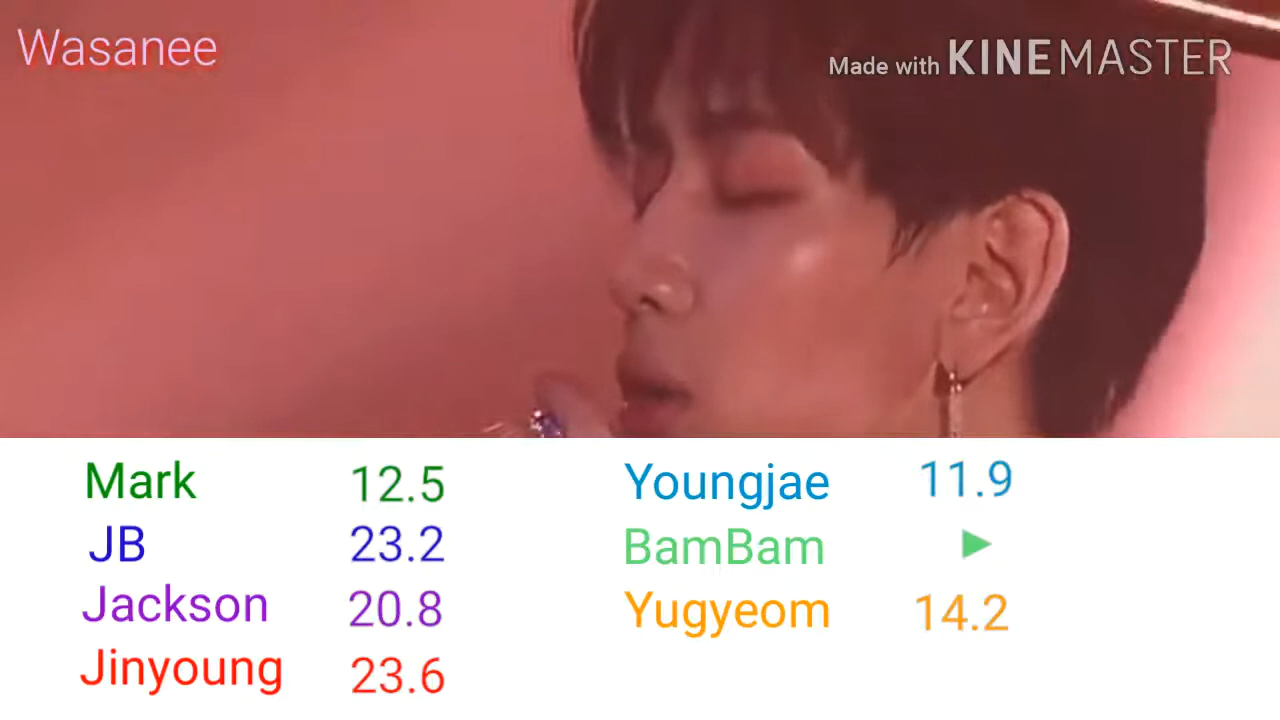 Wasanee
Made with KINEMASTER
Mark 12.5
JB 23.2
Jackson 20.8
Jinyoung 23.6
Youngjae 11.9
BamBam ▶
Yugyeom 14.2